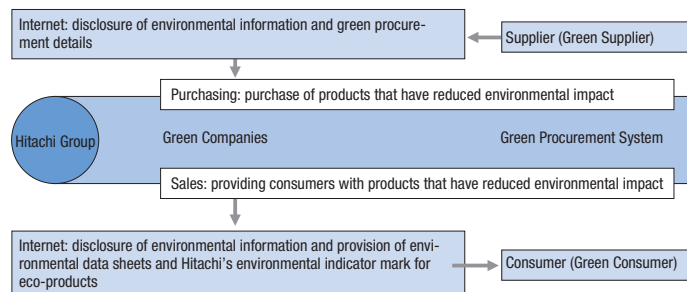 Internet: disclosure of environmental information and green procure-
ment details
Supplier (Green Supplier)
Purchasing: purchase of products that have reduced environmental impact
Hitachi Group
Green Companies
Green Procurement System
Sales: providing consumers with products that have reduced environmental impact
Internet: disclosure of environmental information and provision of envi-
ronmental data sheets and Hitachi's environmental indicator mark for
eco-products
Consumer (Green Consumer)